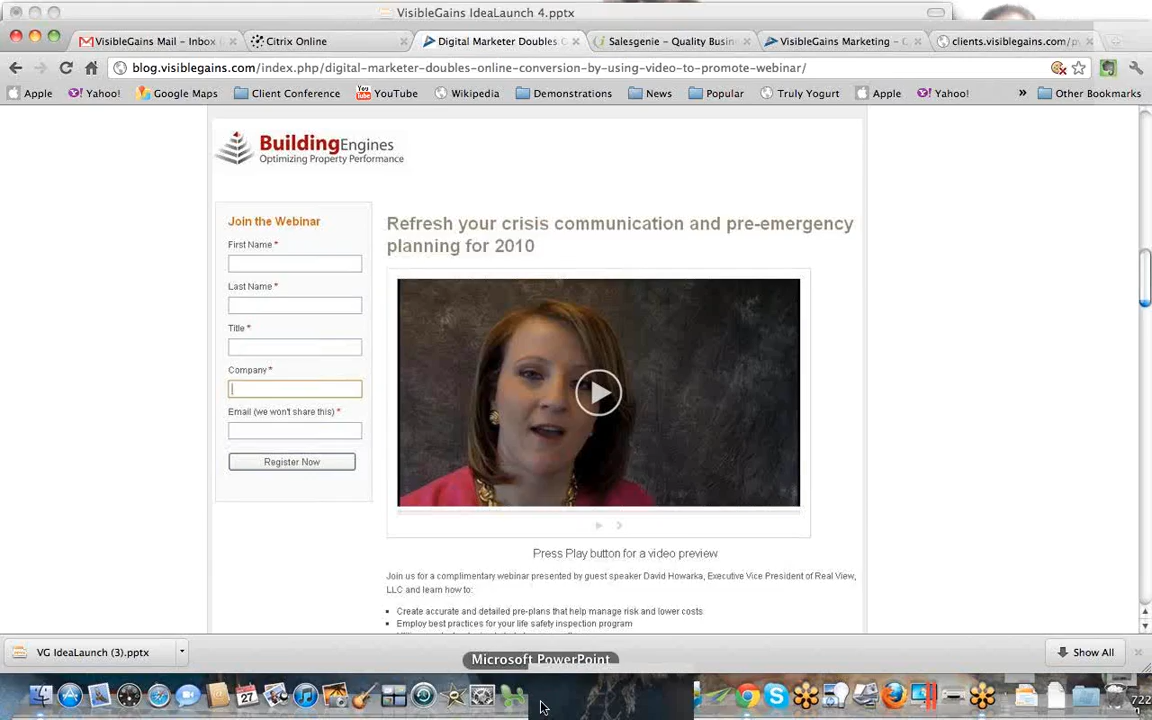 VisibleGains IdeaLaunch 4.pptx
VisibleGains Mail – Inbox
Citrix Online
Digital Marketer Doubles
Salesgenie – Quality Busin
VisibleGains Marketing – C
clients.visiblegains.com/pv
blog.visiblegains.com/index.php/digital-marketer-doubles-online-conversion-by-using-video-to-promote-webinar/
Apple
Yahoo!
Google Maps
Client Conference
YouTube
Wikipedia
Demonstrations
News
Popular
Truly Yogurt
Apple
Yahoo!
»
Other Bookmarks
BuildingEngines
Optimizing Property Performance
Join the Webinar
First Name *
Last Name *
Title *
Company *
Email (we won't share this) *
Register Now
Refresh your crisis communication and pre-emergency
planning for 2010
Press Play button for a video preview
Join us for a complimentary webinar presented by guest speaker David Howarka, Executive Vice President of Real View,
LLC and learn how to:
Create accurate and detailed pre-plans that help manage risk and lower costs
Employ best practices for your life safety inspection program
VG IdeaLaunch (3).pptx
Show All
Microsoft PowerPoint
27
722